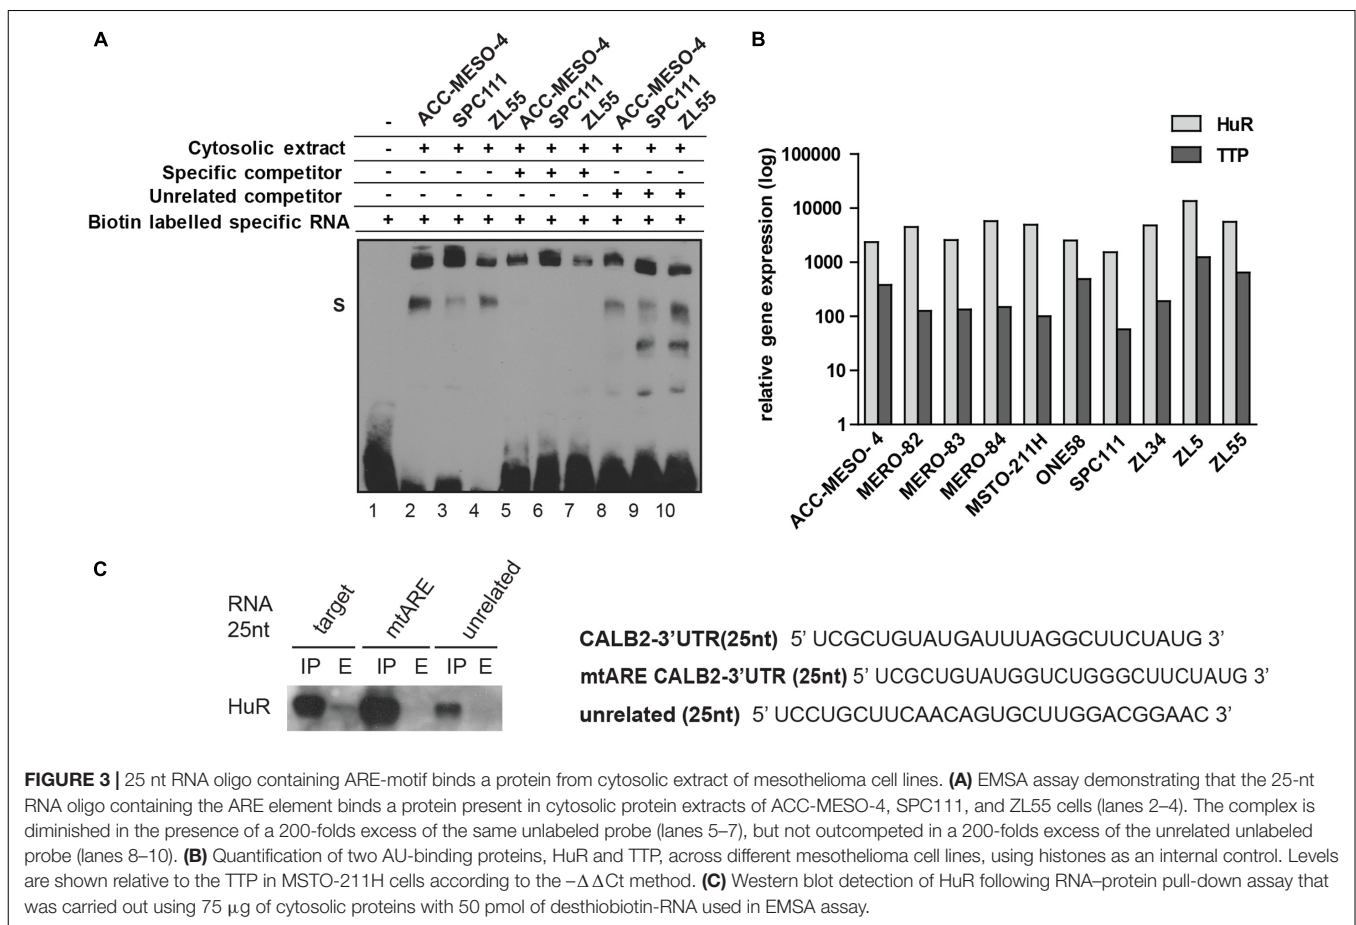 A
- ACC-MESO-4 SPC111 ZL55 ACC-MESO-4 SPC111 ZL55 ACC-MESO-4 SPC111 ZL55
Cytosolic extract - + + + + + + + + +
Specific competitor - - - - + + + - - -
Unrelated competitor - - - - - - - + + +
Biotin labelled specific RNA + + + + + + + + + +
S
1 2 3 4 5 6 7 8 9 10
B
HuR
TTP
relative gene expression (log)
100000
10000
1000
100
10
1
ACC-MESO- 4 MERO-82 MERO-83 MERO-84 MSTO-211H ONE58 SPC111 ZL34 ZL5 ZL55
C
RNA
25nt
target mtARE unrelated
IP E IP E IP E
HuR
CALB2-3’UTR(25nt) 5’ UCGCUGUAUGAUUUAGGCUUCUAUG 3’
mtARE CALB2-3’UTR (25nt) 5’ UCGCUGUAUGGUCUGGGCUUCUAUG 3’
unrelated (25nt) 5’ UCCUGCUUCAACAGUGCUUGGACGGAAC 3’
FIGURE 3 | 25 nt RNA oligo containing ARE-motif binds a protein from cytosolic extract of mesothelioma cell lines. (A) EMSA assay demonstrating that the 25-nt
RNA oligo containing the ARE element binds a protein present in cytosolic protein extracts of ACC-MESO-4, SPC111, and ZL55 cells (lanes 2–4). The complex is
diminished in the presence of a 200-folds excess of the same unlabeled probe (lanes 5–7), but not outcompeted in a 200-folds excess of the unrelated unlabeled
probe (lanes 8–10). (B) Quantification of two AU-binding proteins, HuR and TTP, across different mesothelioma cell lines, using histones as an internal control. Levels
are shown relative to the TTP in MSTO-211H cells according to the –ΔΔCt method. (C) Western blot detection of HuR following RNA–protein pull-down assay that
was carried out using 75 μg of cytosolic proteins with 50 pmol of desthiobiotin-RNA used in EMSA assay.